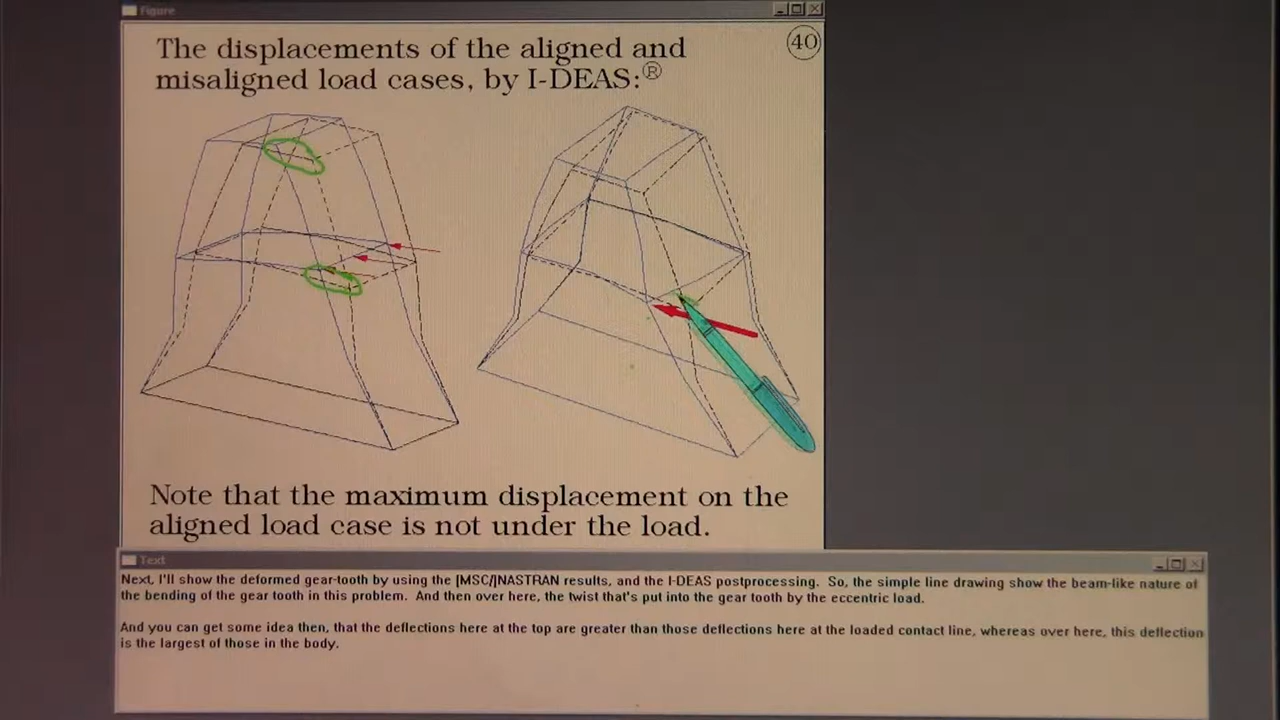 Figure
The displacements of the aligned and
40
misaligned load cases, by I-DEAS:®
Note that the maximum displacement on the
aligned load case is not under the load.
Text
Next, I'll show the deformed gear-tooth by using the [MSC/]NASTRAN results, and the I-DEAS postprocessing. So, the simple line drawing show the beam-like nature of
the bending of the gear tooth in this problem. And then over here, the twist that's put into the gear tooth by the eccentric load.
And you can get some idea then, that the deflections here at the top are greater than those deflections here at the loaded contact line, whereas over here, this deflection
is the largest of those in the body.